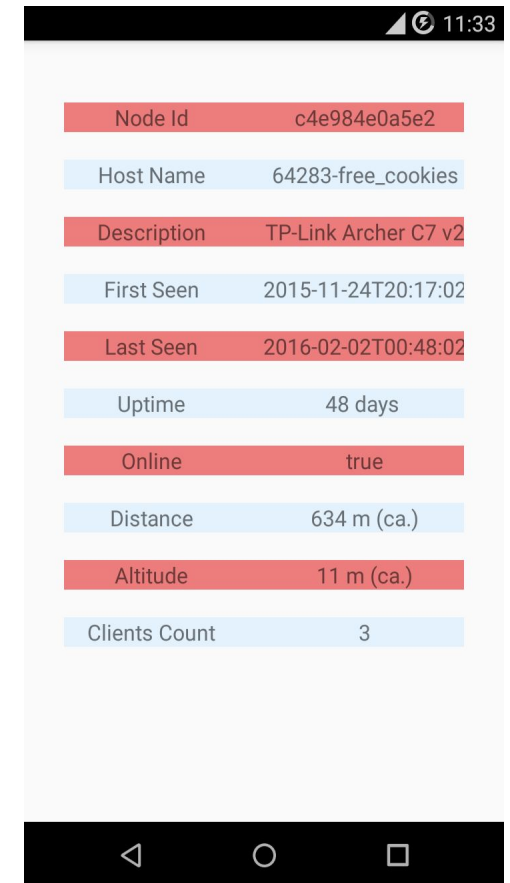 11:33
Node Id c4e984e0a5e2
Host Name 64283-free_cookies
Description TP-Link Archer C7 v2
First Seen 2015-11-24T20:17:02
Last Seen 2016-02-02T00:48:02
Uptime 48 days
Online true
Distance 634 m (ca.)
Altitude 11 m (ca.)
Clients Count 3